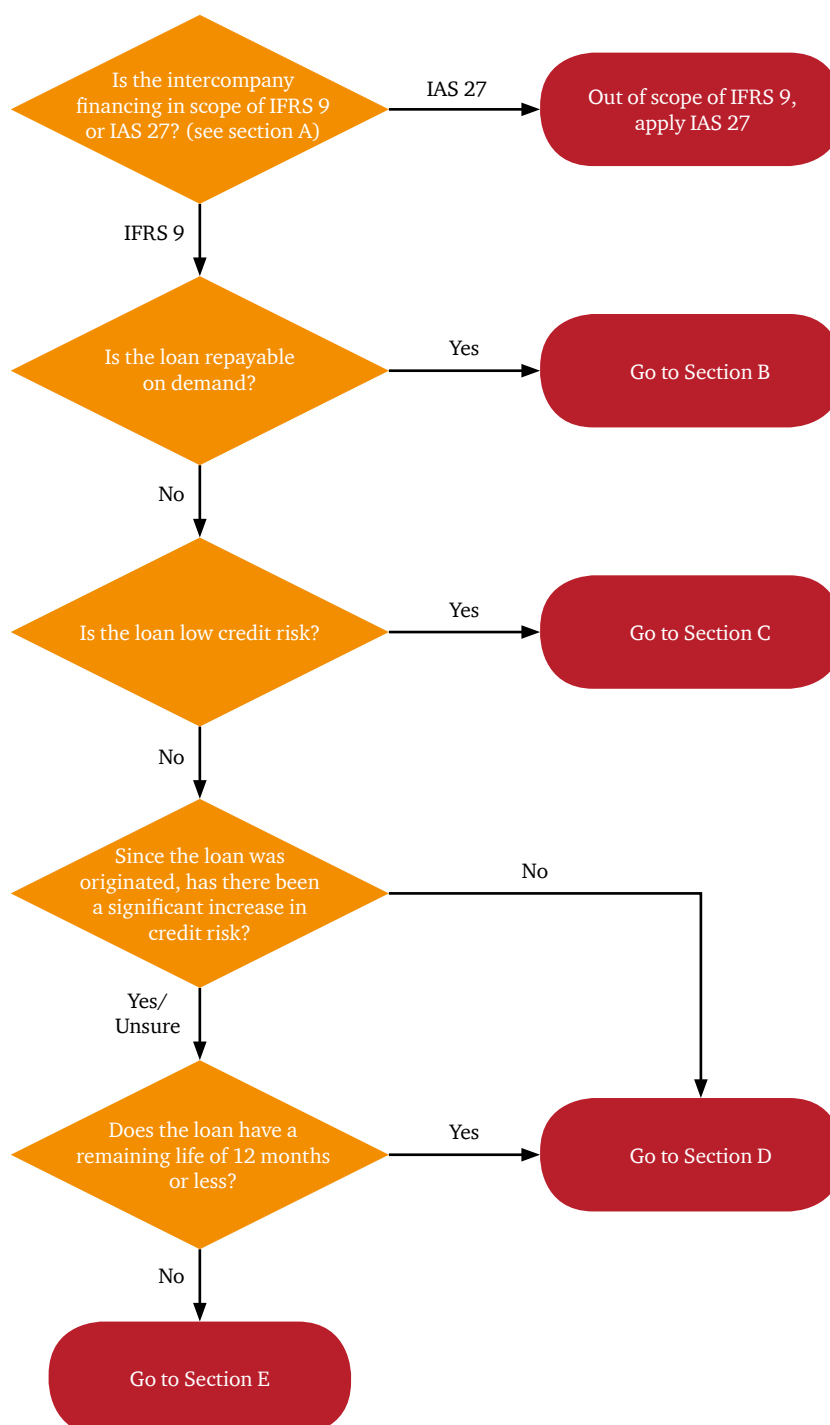 Is the intercompany
financing in scope of IFRS 9
or IAS 27? (see section A)
IAS 27
Out of scope of IFRS 9,
apply IAS 27
IFRS 9
Is the loan repayable
on demand?
Yes
Go to Section B
No
Is the loan low credit risk?
Yes
Go to Section C
No
Since the loan was
originated, has there been
a significant increase in
credit risk?
No
Yes/
Unsure
Does the loan have a
remaining life of 12 months
or less?
Yes
Go to Section D
No
Go to Section E